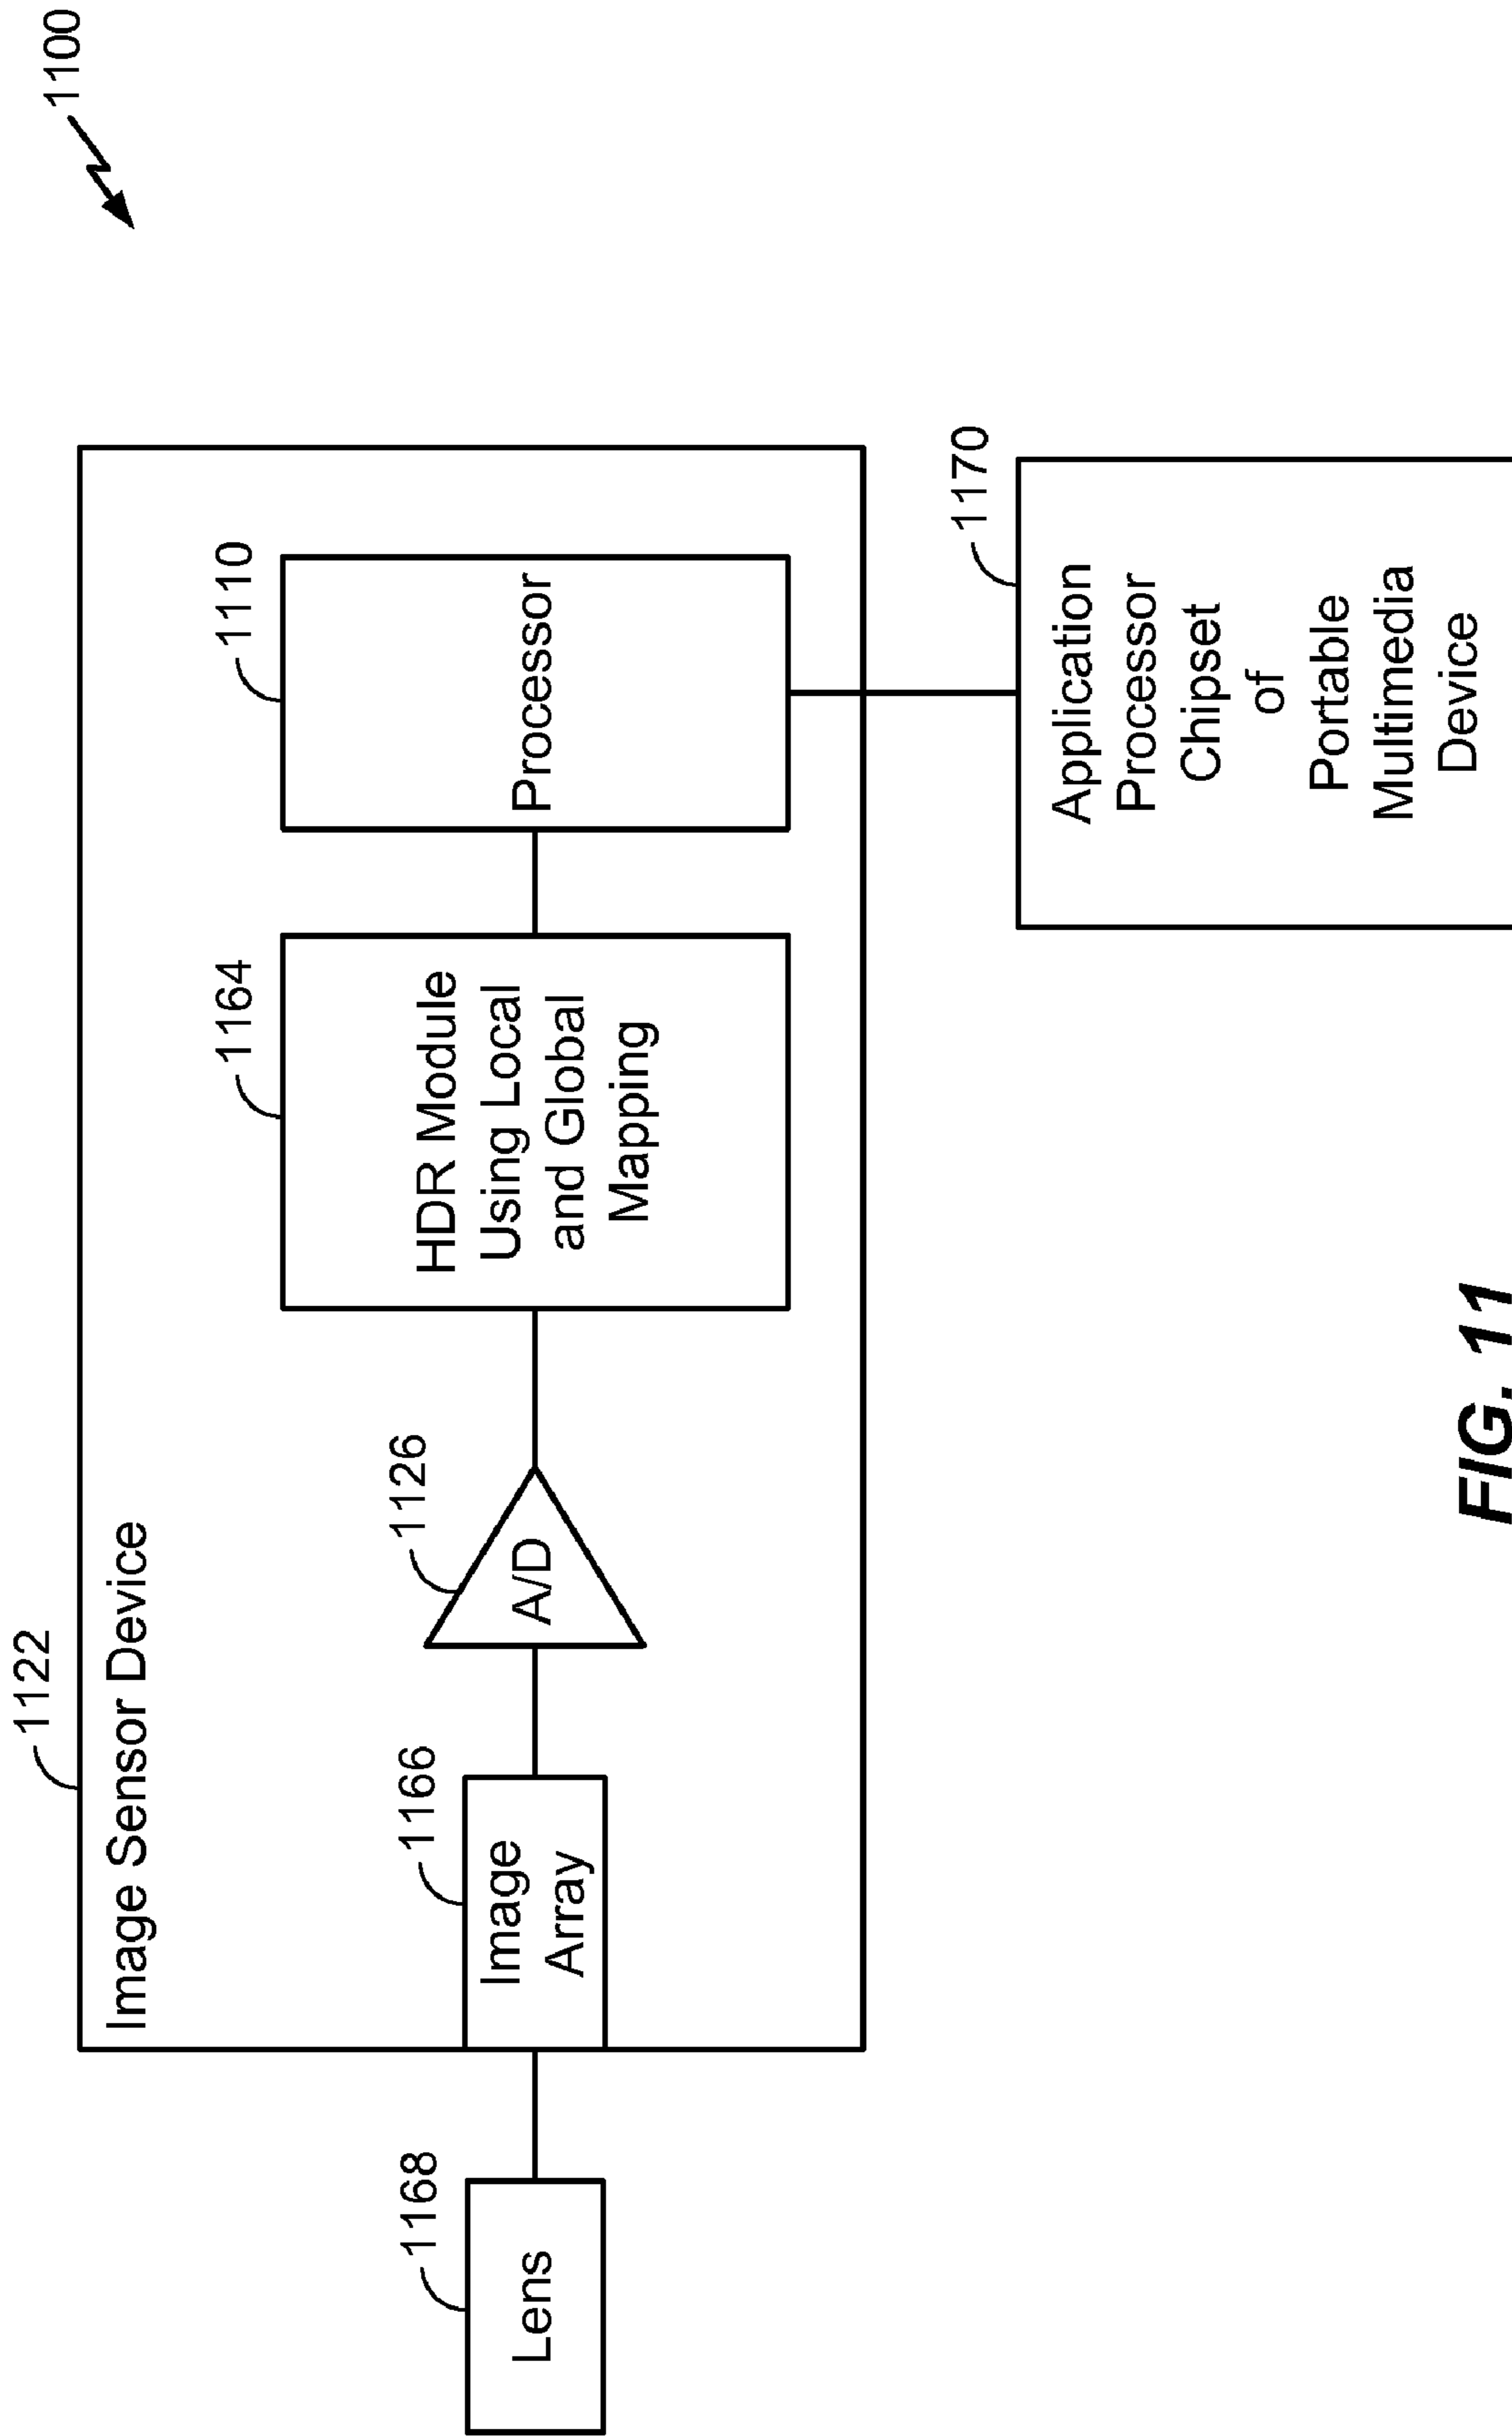 1100
1122
Image Sensor Device
1168
Lens
1166
Image
Array
1126
A/D
1164
HDR Module
Using Local
and Global
Mapping
1110
Processor
1170
Application
Processor
Chipset
of
Portable
Multimedia
Device
FIG. 11